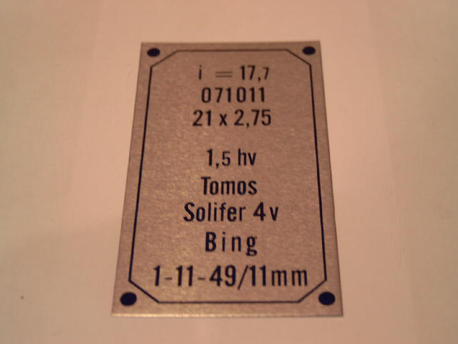 i = 17,7
071011
21 x 2,75
1,5 hv
Tomos
Solifer 4v
Bing
1-11-49/11mm